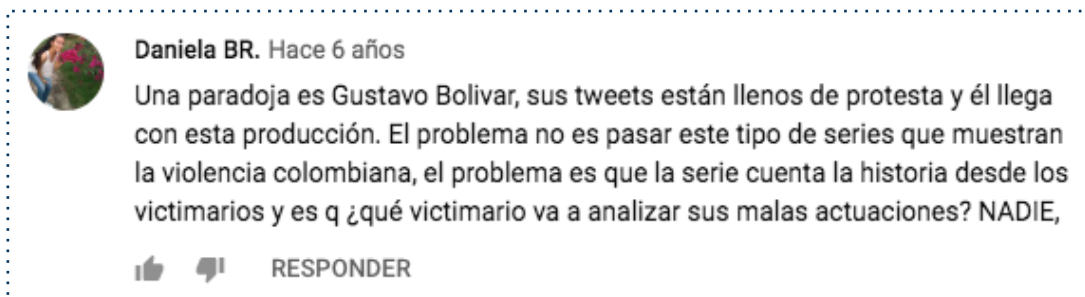 Daniela BR. Hace 6 años
Una paradoja es Gustavo Bolivar, sus tweets están llenos de protesta y él llega
con esta producción. El problema no es pasar este tipo de series que muestran
la violencia colombiana, el problema es que la serie cuenta la historia desde los
victimarios y es q ¿qué victimario va a analizar sus malas actuaciones? NADIE,
RESPONDER